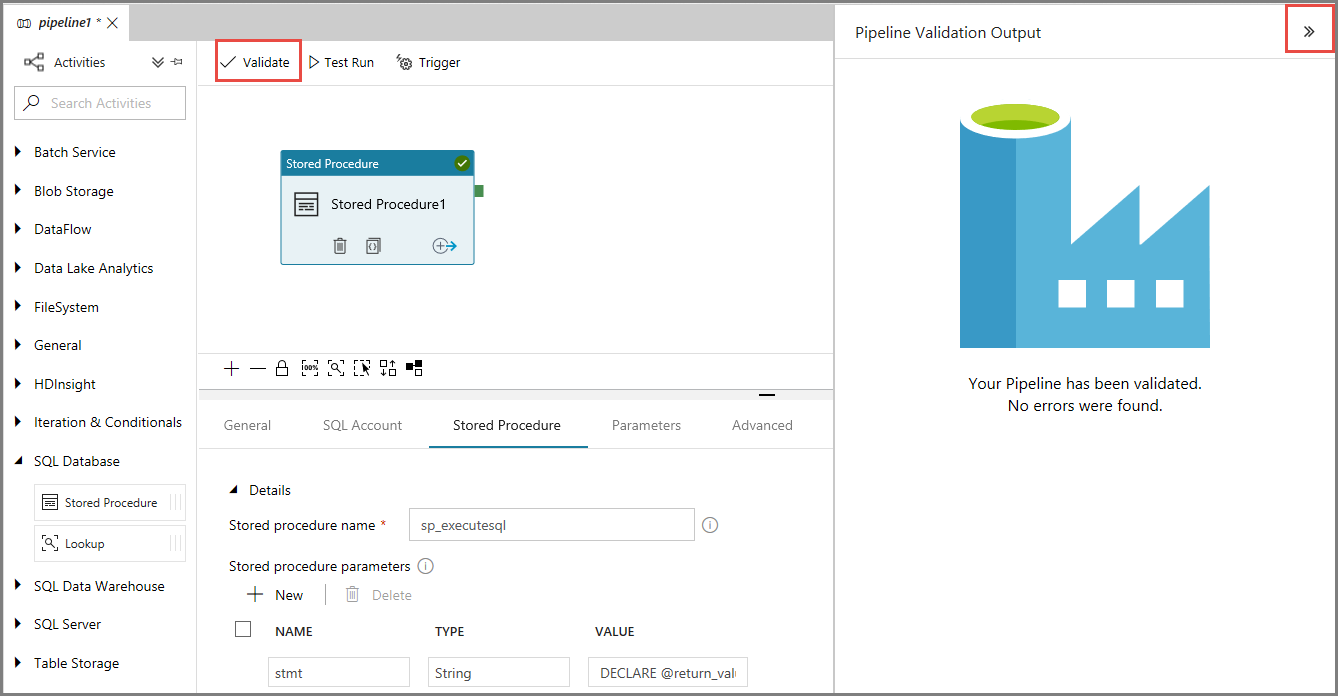 pipeline1 *
Activities
Search Activities
Batch Service
Blob Storage
DataFlow
Data Lake Analytics
FileSystem
General
HDInsight
Iteration & Conditionals
SQL Database
Stored Procedure
Lookup
SQL Data Warehouse
SQL Server
Table Storage
Validate Test Run Trigger
Stored Procedure
Stored Procedure1
100%
General SQL Account Stored Procedure Parameters Advanced
Details
Stored procedure name * sp_executesql
Stored procedure parameters
New Delete
NAME TYPE VALUE
stmt String DECLARE @return_valu
Pipeline Validation Output
Your Pipeline has been validated.
No errors were found.